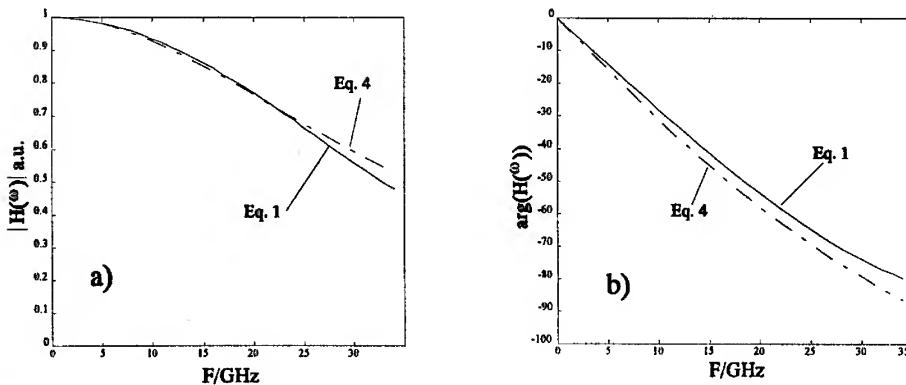 |H(ω)| a.u.
1
0.9
0.8
0.7
0.6
0.5
0.4
0.3
0.2
0.1
0
Eq. 4
Eq. 1
a)
0 5 10 15 20 25 30
F/GHz
arg(H(ω))
0
-10
-20
-30
-40
-50
-60
-70
-80
-90
-100
Eq. 1
Eq. 4
b)
0 5 10 15 20 25 30 35
F/GHz